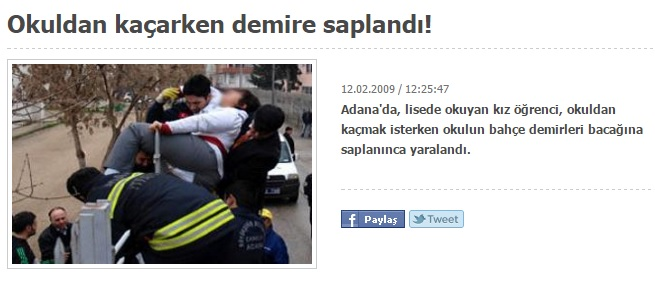 Okuldan kaçarken demire saplandı!
12.02.2009 / 12:25:47
Adana'da, lisede okuyan kız öğrenci, okuldan
kaçmak isterken okulun bahçe demirleri bacağına
saplanınca yaralandı.
Paylaş
Tweet